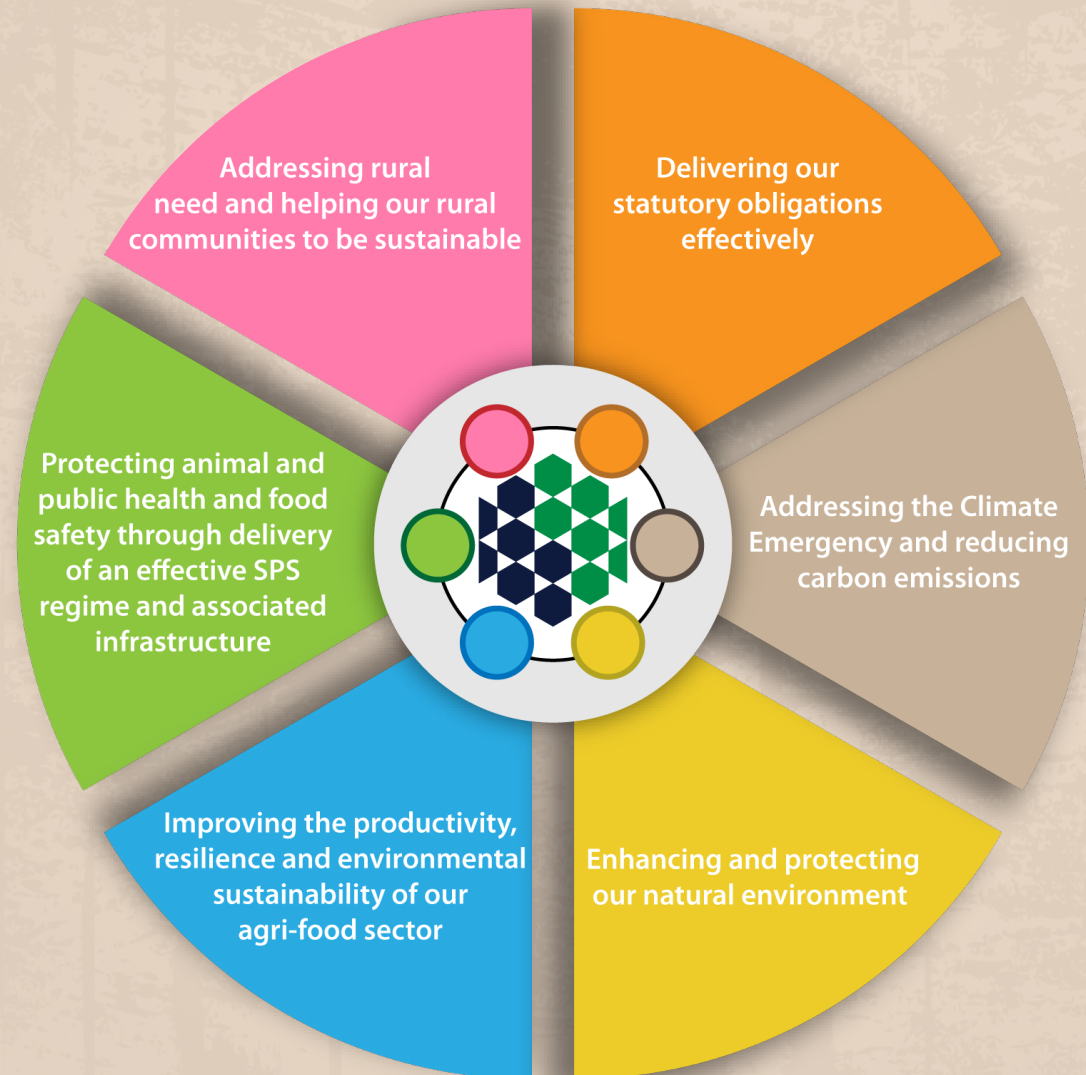 Addressing rural
need and helping our rural
communities to be sustainable
Delivering our
statutory obligations
effectively
Protecting animal and
public health and food
safety through delivery
of an effective SPS
regime and associated
infrastructure
Addressing the Climate
Emergency and reducing
carbon emissions
Improving the productivity,
resilience and environmental
sustainability of our
agri-food sector
Enhancing and protecting
our natural environment